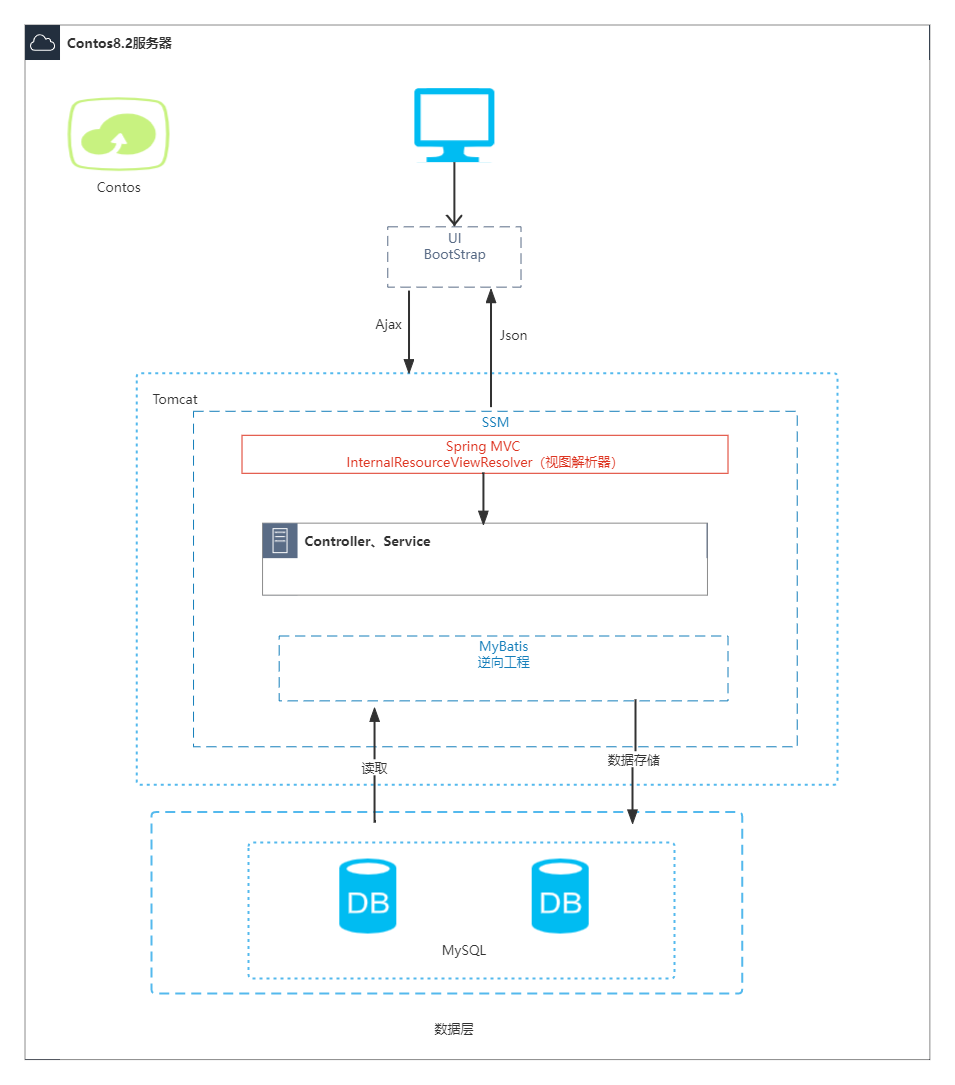 Contos8.2服务器
Contos
UI
BootStrap
Ajax
Json
Tomcat
SSM
Spring MVC
InternalResourceViewResolver（视图解析器）
Controller、Service
MyBatis
逆向工程
读取
数据存储
DB
DB
MySQL
数据层